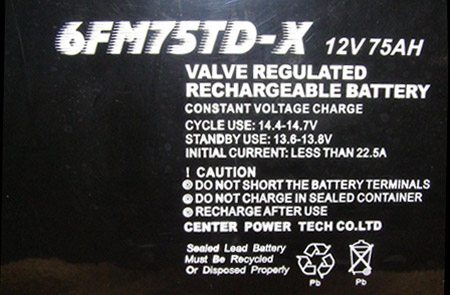 6FM75TD-X 12V 75AH
VALVE REGULATED
RECHARGEABLE BATTERY
CONSTANT VOLTAGE CHARGE
CYCLE USE: 14.4-14.7V
STANDBY USE: 13.6-13.8V
INITIAL CURRENT: LESS THAN 22.5A
! CAUTION
DO NOT SHORT THE BATTERY TERMINALS
DO NOT CHARGE IN SEALED CONTAINER
RECHARGE AFTER USE
CENTER POWER TECH CO.LTD
Sealed Lead Battery
Must Be Recycled
Or Disposed Properly
Pb Pb